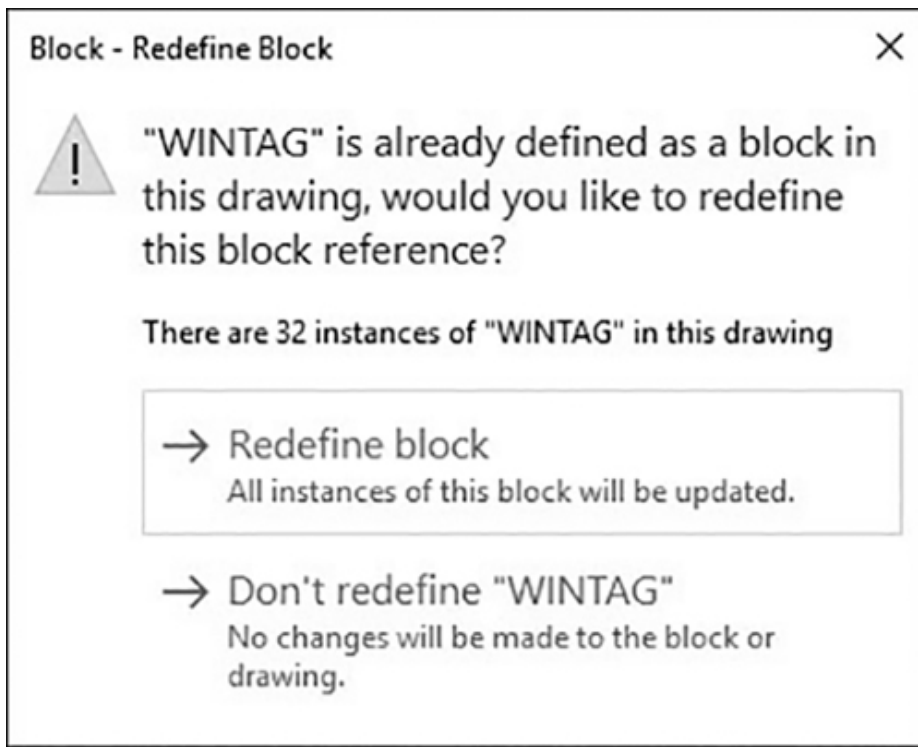 Block - Redefine Block
"WINTAG" is already defined as a block in
this drawing, would you like to redefine
this block reference?
There are 32 instances of "WINTAG" in this drawing
Redefine block
All instances of this block will be updated.
Don't redefine "WINTAG"
No changes will be made to the block or
drawing.